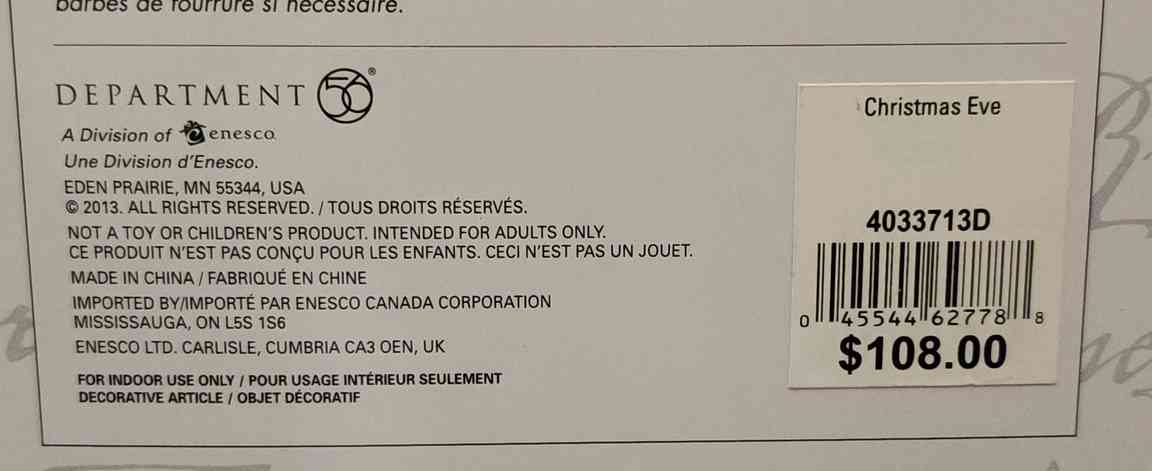 barbes de fourrure si nécessaire.
DEPARTMENT 56®
A Division of enesco
Une Division d'Enesco.
EDEN PRAIRIE, MN 55344, USA
© 2013. ALL RIGHTS RESERVED. / TOUS DROITS RÉSERVÉS.
NOT A TOY OR CHILDREN'S PRODUCT. INTENDED FOR ADULTS ONLY.
CE PRODUIT N'EST PAS CONÇU POUR LES ENFANTS. CECI N'EST PAS UN JOUET.
MADE IN CHINA / FABRIQUÉ EN CHINE
IMPORTED BY/IMPORTÉ PAR ENESCO CANADA CORPORATION
MISSISSAUGA, ON L5S 1S6
ENESCO LTD. CARLISLE, CUMBRIA CA3 OEN, UK
FOR INDOOR USE ONLY / POUR USAGE INTÉRIEUR SEULEMENT
DECORATIVE ARTICLE / OBJET DÉCORATIF
Christmas Eve
4033713D
0 45544 62778 8
$108.00